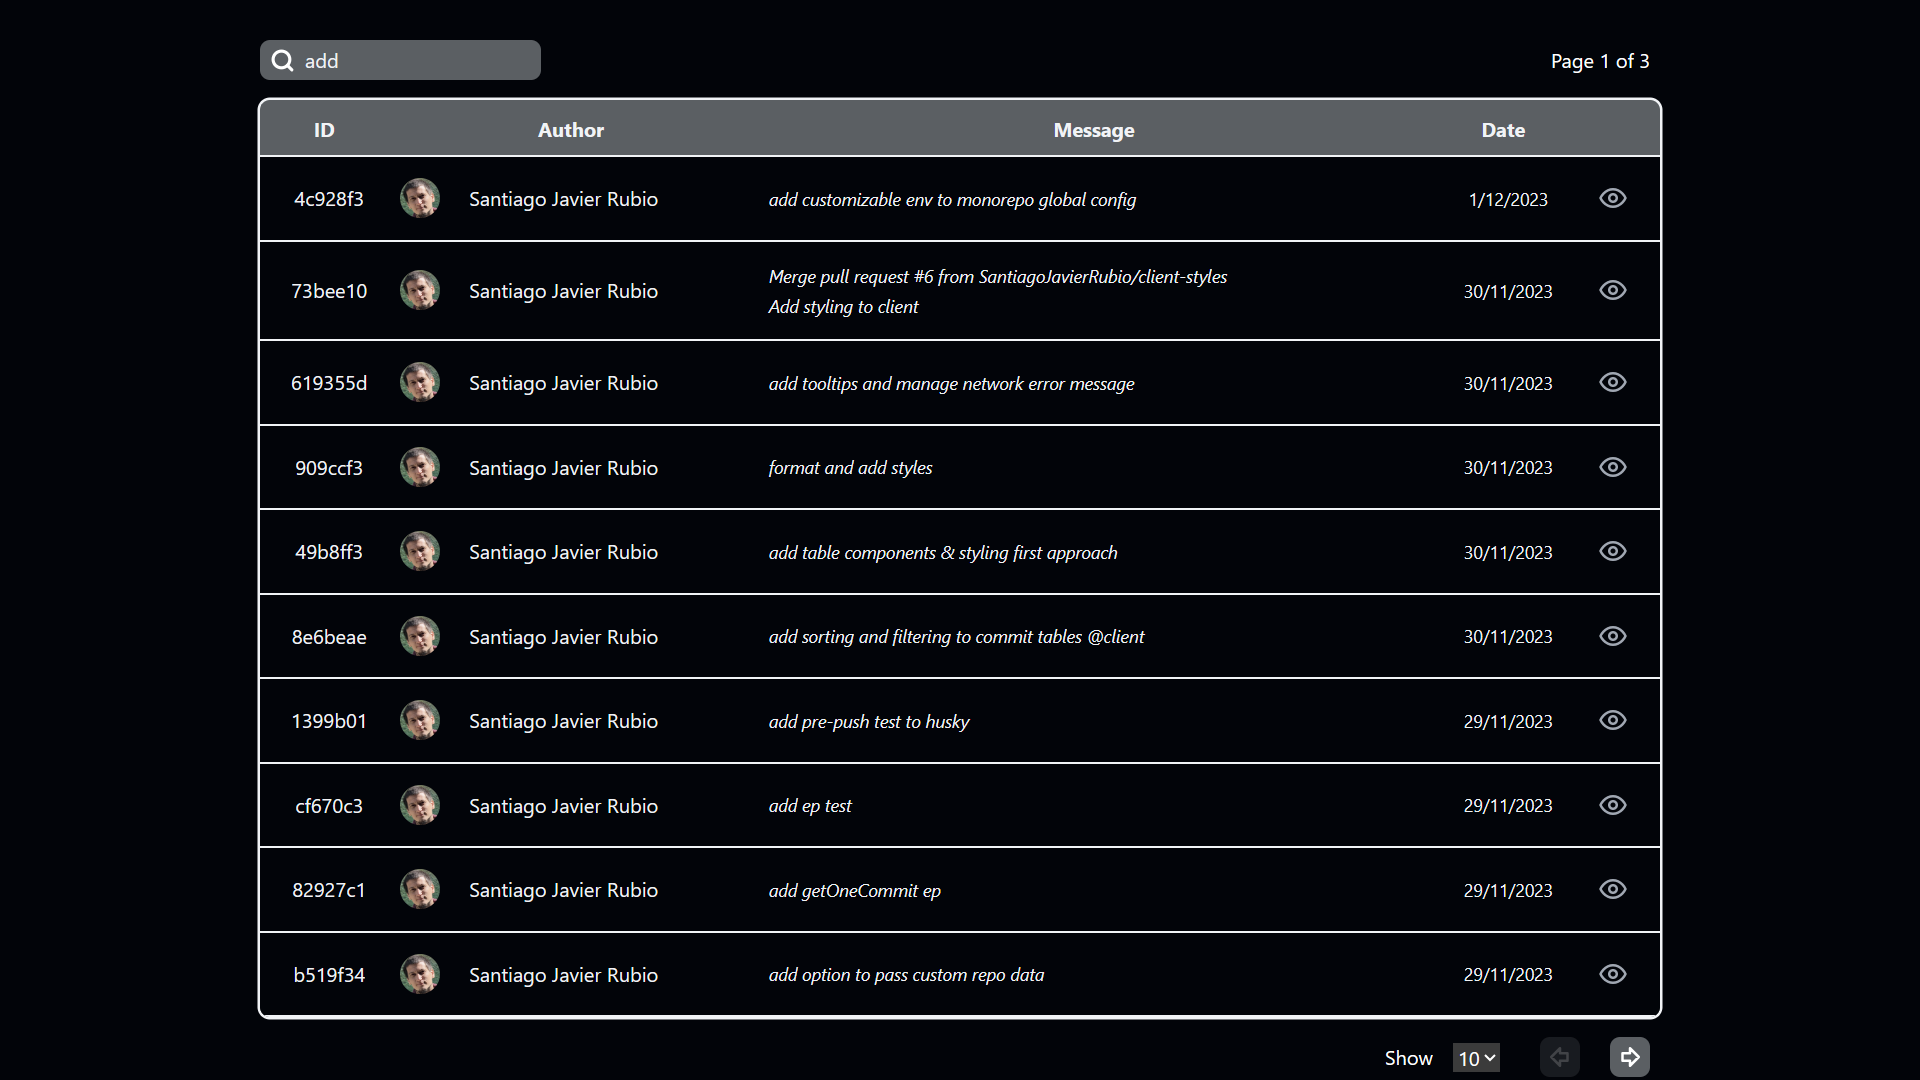 add
Page 1 of 3
ID Author Message Date
4c928f3 Santiago Javier Rubio add customizable env to monorepo global config 1/12/2023
73bee10 Santiago Javier Rubio Merge pull request #6 from SantiagoJavierRubio/client-styles 30/11/2023
Add styling to client
619355d Santiago Javier Rubio add tooltips and manage network error message 30/11/2023
909ccf3 Santiago Javier Rubio format and add styles 30/11/2023
49b8ff3 Santiago Javier Rubio add table components & styling first approach 30/11/2023
8e6beae Santiago Javier Rubio add sorting and filtering to commit tables @client 30/11/2023
1399b01 Santiago Javier Rubio add pre-push test to husky 29/11/2023
cf670c3 Santiago Javier Rubio add ep test 29/11/2023
82927c1 Santiago Javier Rubio add getOneCommit ep 29/11/2023
b519f34 Santiago Javier Rubio add option to pass custom repo data 29/11/2023
Show 10